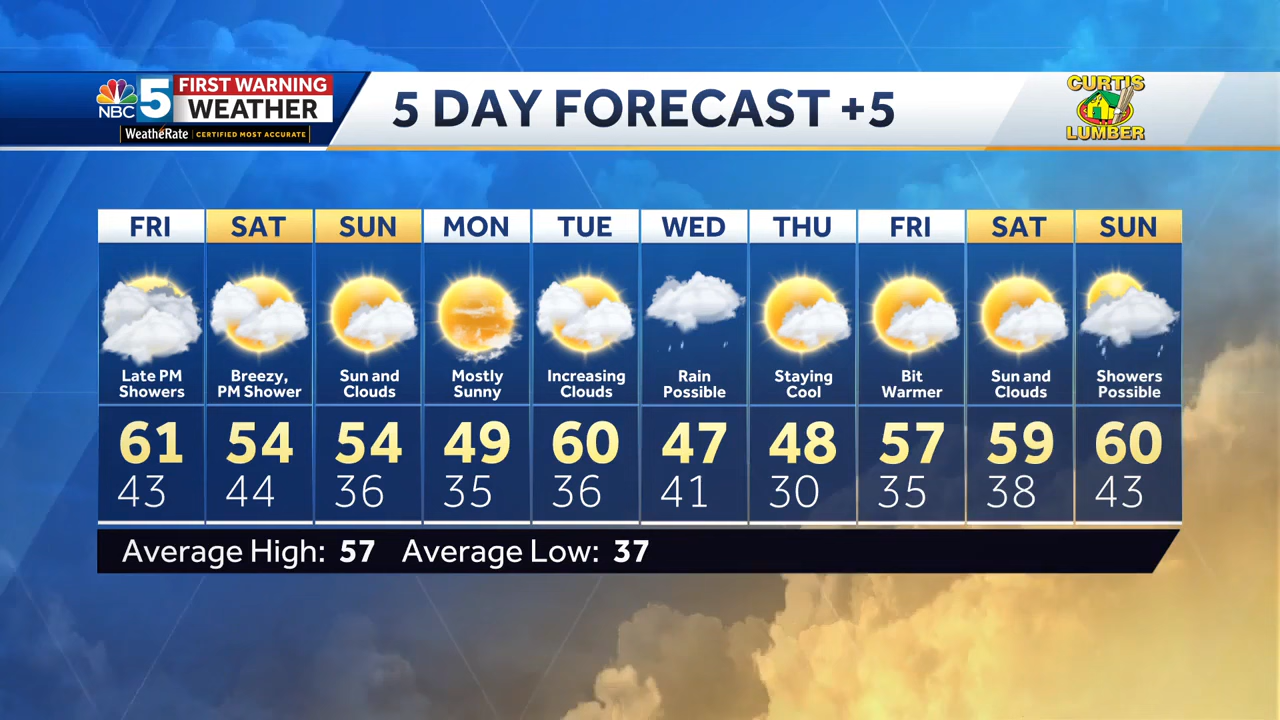 NBC 5 FIRST WARNING WEATHER
WeatheRate CERTIFIED MOST ACCURATE
5 DAY FORECAST +5
CURTIS
LUMBER
FRI SAT SUN MON TUE WED THU FRI SAT SUN
Late PM Showers
Breezy, PM Shower
Sun and Clouds
Mostly Sunny
Increasing Clouds
Rain Possible
Staying Cool
Bit Warmer
Sun and Clouds
Showers Possible
61 54 54 49 60 47 48 57 59 60
43 44 36 35 36 41 30 35 38 43
Average High: 57 Average Low: 37